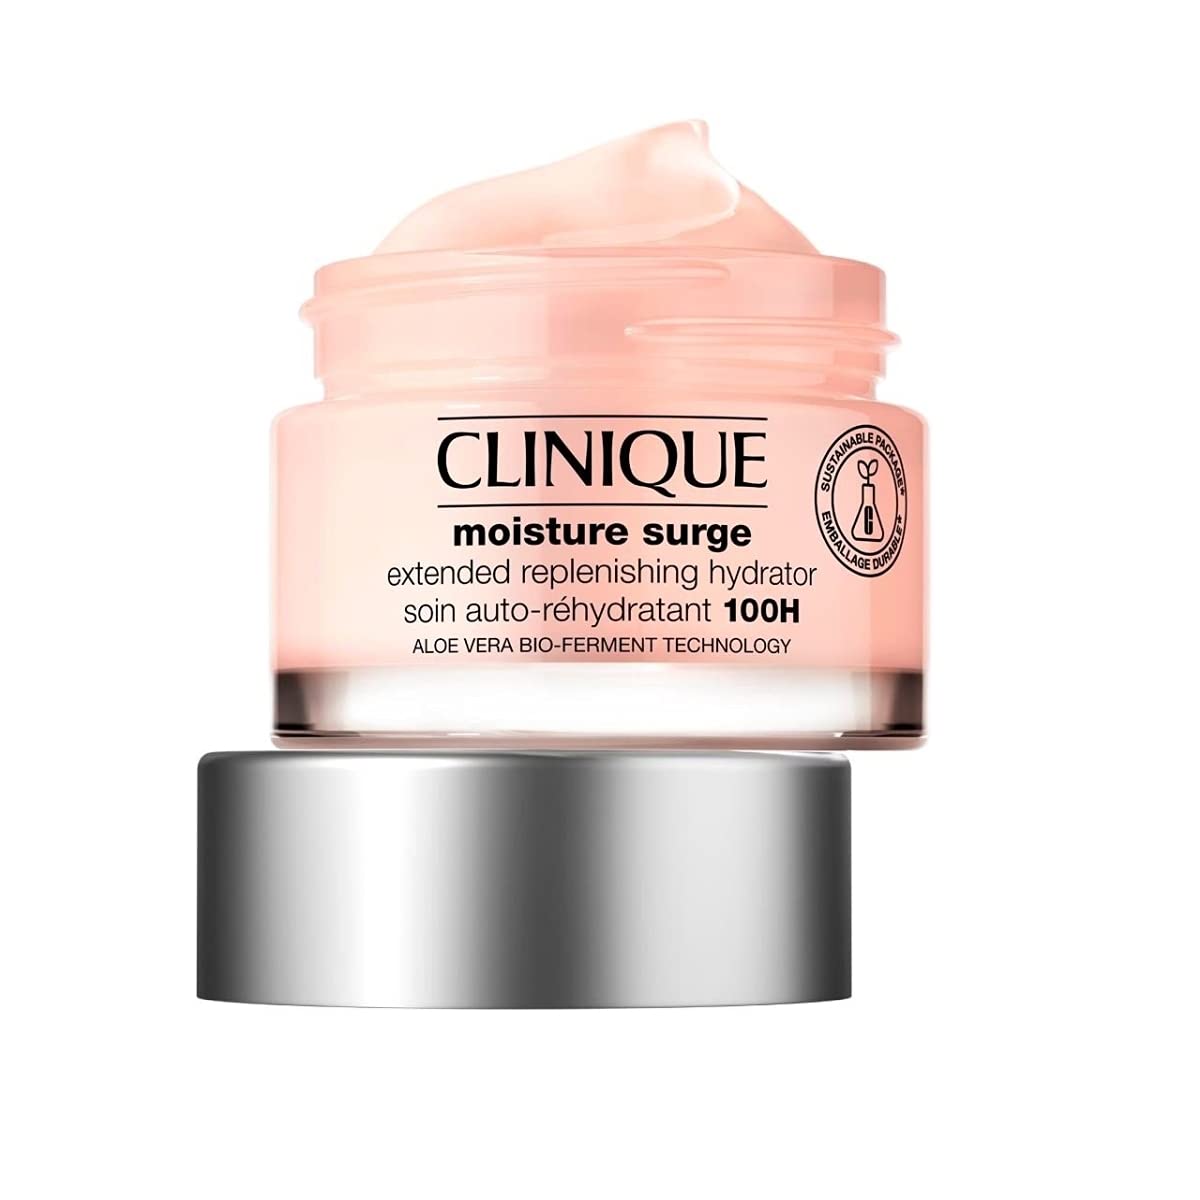 CLINIQUE
moisture surge
extended replenishing hydrator
soin auto-réhydratant 100H
ALOE VERA BIO-FERMENT TECHNOLOGY
SUSTAINABLE PACKAGE*
EMBALLAGE DURABLE*
C